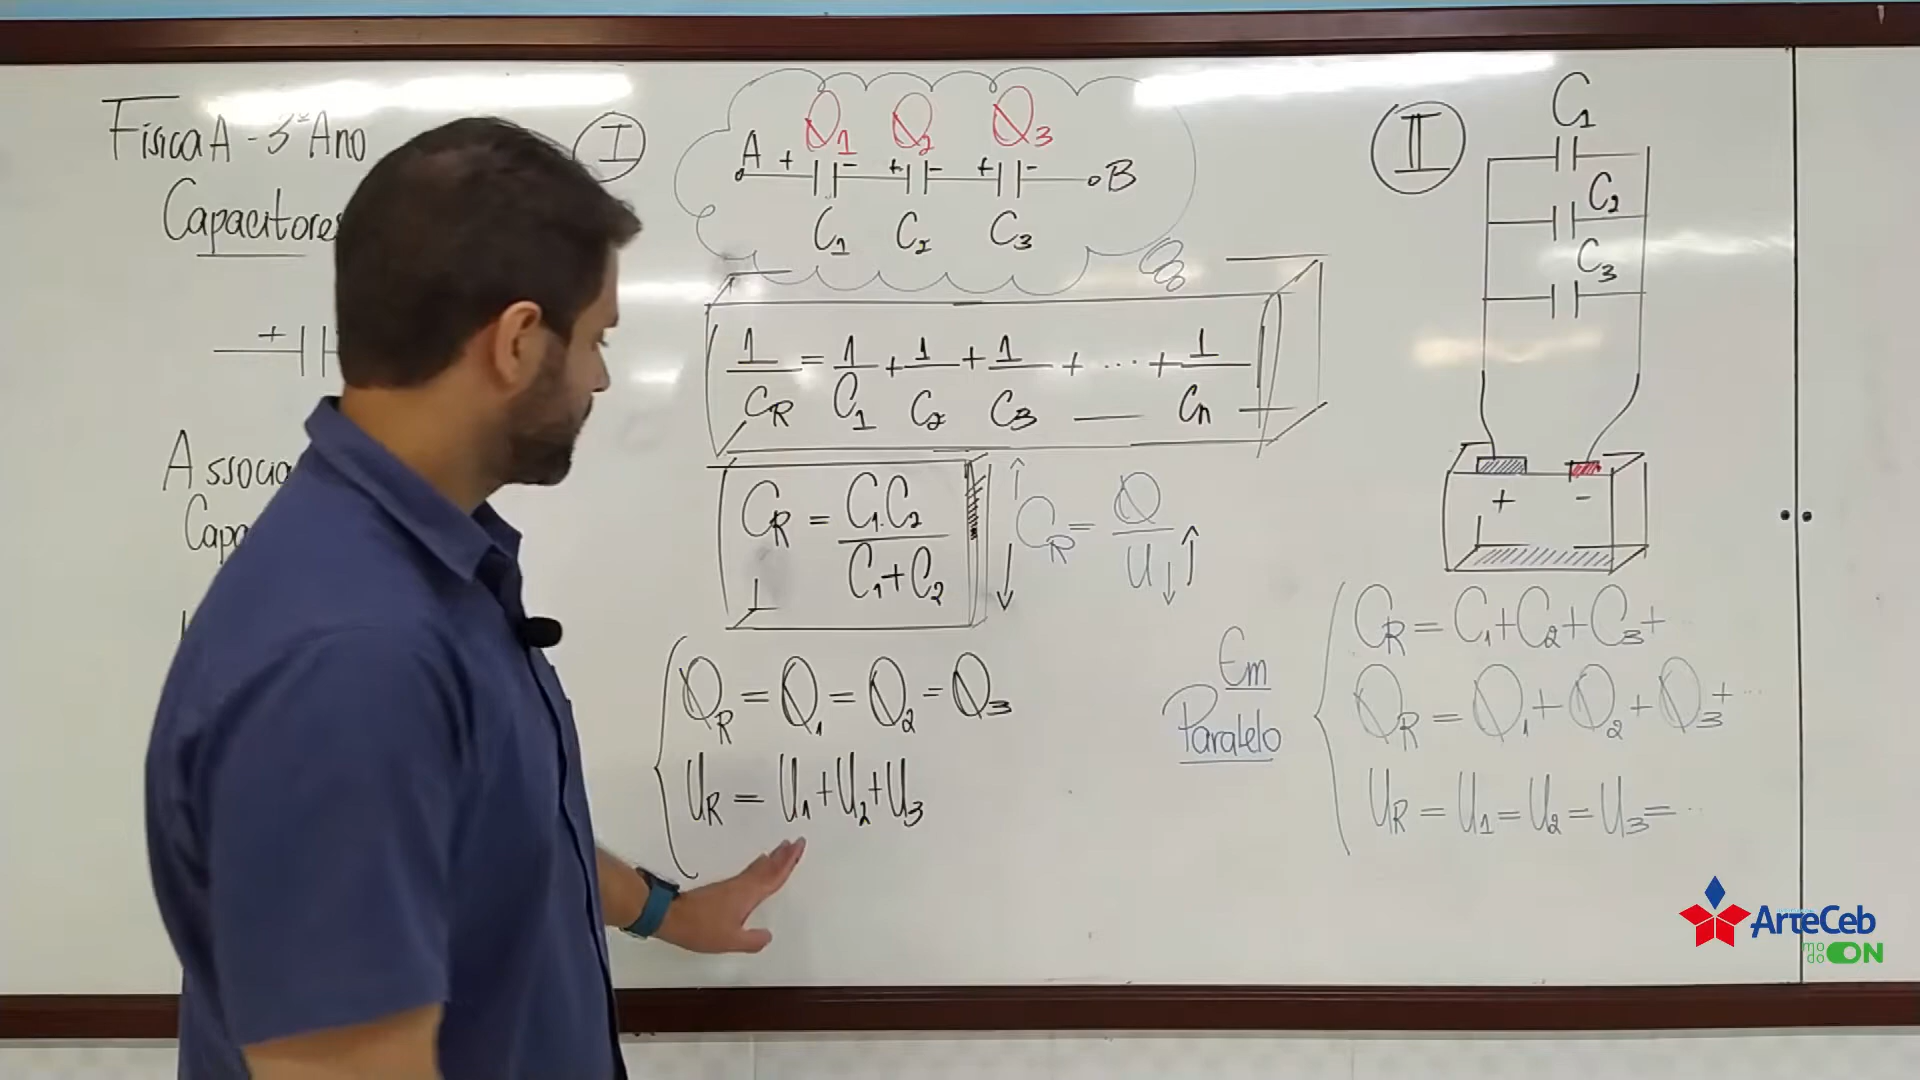 Física A - 3º Ano
Capacitores
+
Associa
Capa
I
Q1 Q2 Q3
A + - + - + - B
C1 C2 C3
1/CR = 1/C1 + 1/C2 + 1/C3 + ... + 1/Cn
CR = C1.C2/C1+C2
CR = Q/U
QR = Q1 = Q2 = Q3
UR = U1+U2+U3
II
C1
C2
C3
+ -
Em
Paralelo
CR = C1+C2+C3+
QR = Q1+Q2+Q3+...
UR = U1=U2=U3=...
ArteCeb
modo ON